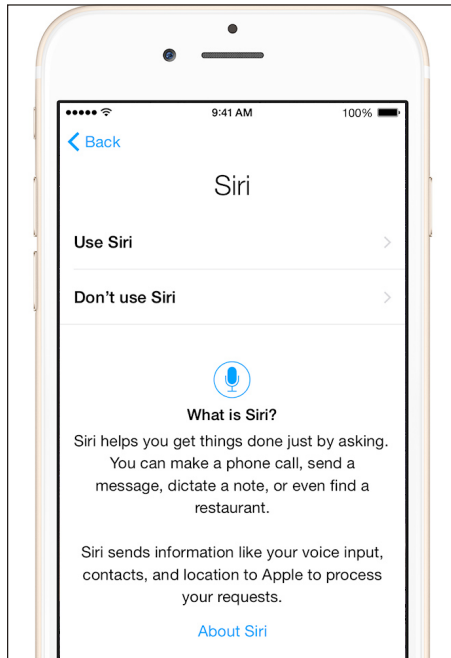 9:41 AM
100%
Back
Siri
Use Siri
Don’t use Siri
What is Siri?
Siri helps you get things done just by asking.
You can make a phone call, send a
message, dictate a note, or even find a
restaurant.
Siri sends information like your voice input,
contacts, and location to Apple to process
your requests.
About Siri